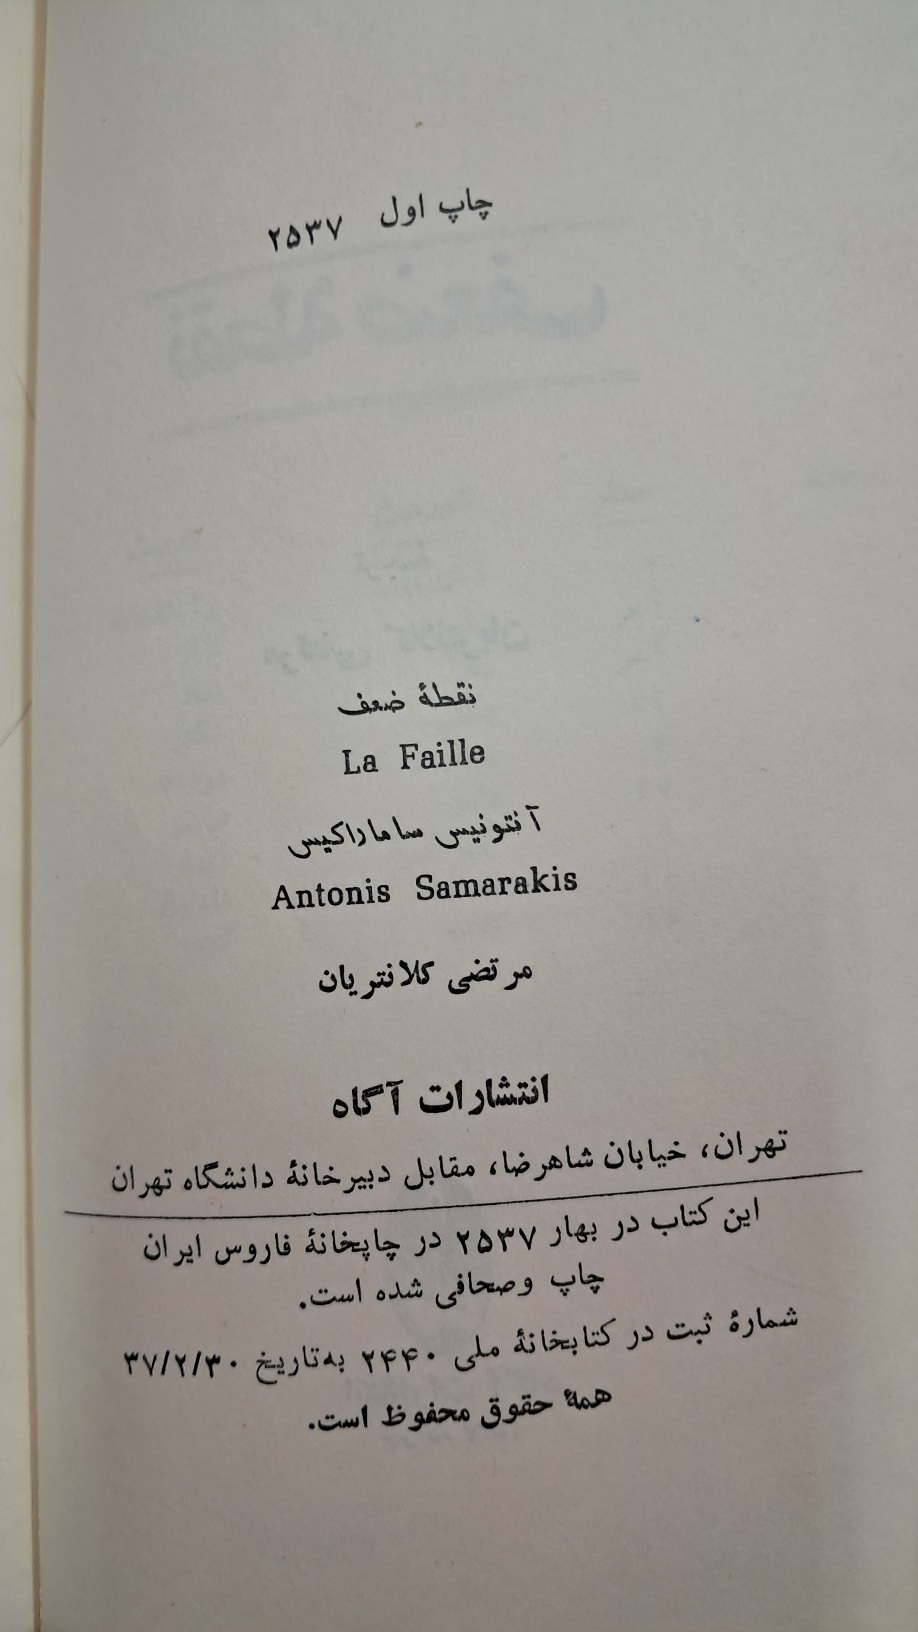 چاپ اول ۲۵۳۷
نقطهٔ ضعف
La Faille
آنتونیس ساماراکیس
Antonis Samarakis
مرتضی کلانتریان
انتشارات آگاه
تهران، خیابان شاهرضا، مقابل دبیرخانهٔ دانشگاه تهران
این کتاب در بهار ۲۵۳۷ در چاپخانهٔ فاروس ایران
چاپ وصحافی شده است.
شمارهٔ ثبت در کتابخانهٔ ملی ۲۴۴۰ به‌تاریخ ۳۷/۲/۳۰
همهٔ حقوق محفوظ است.